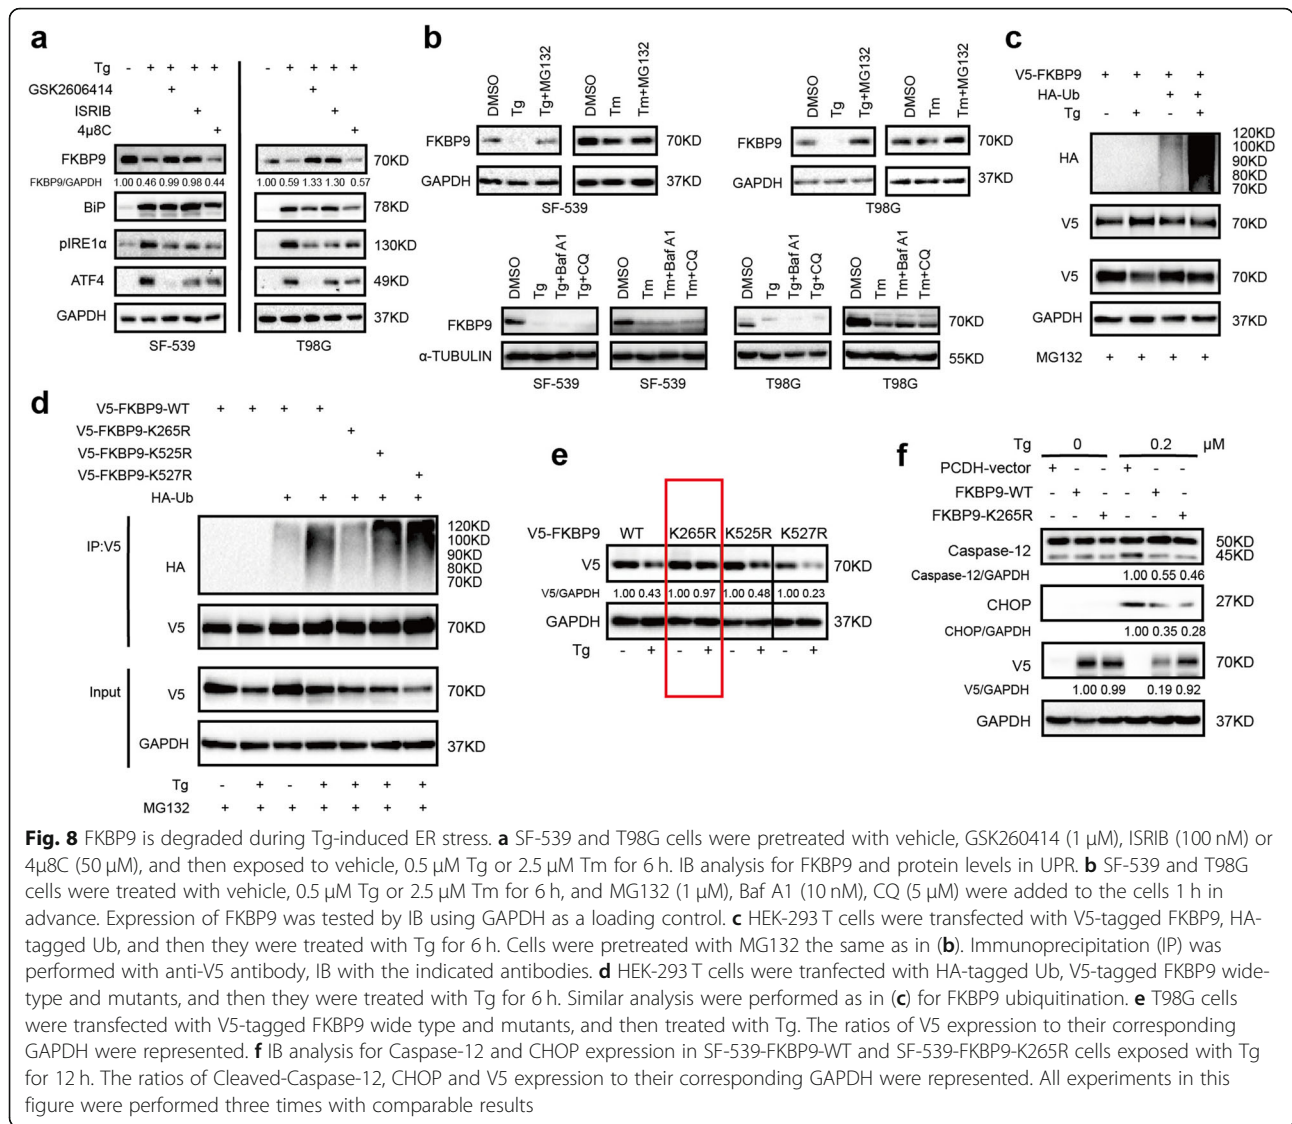 a
Tg - + + + + - + + + +
GSK2606414 + +
ISRIB + +
4μ8C + +
FKBP9 70KD
FKBP9/GAPDH 1.00 0.46 0.99 0.98 0.44 1.00 0.59 1.33 1.30 0.57
BiP 78KD
pIRE1α 130KD
ATF4 49KD
GAPDH 37KD
SF-539 T98G
b
DMSO Tg Tg+MG132 DMSO Tm Tm+MG132 DMSO Tg Tg+MG132 DMSO Tm Tm+MG132
FKBP9 70KD FKBP9 70KD
GAPDH 37KD GAPDH 37KD
SF-539 T98G
DMSO Tg Tg+Baf A1 Tg+CQ DMSO Tm Tm+Baf A1 Tm+CQ DMSO Tg Tg+Baf A1 Tg+CQ DMSO Tm Tm+Baf A1 Tm+CQ
FKBP9 70KD
α-TUBULIN 55KD
SF-539 SF-539 T98G T98G
c
V5-FKBP9 + + + +
HA-Ub + +
Tg - + - +
HA 120KD
100KD
90KD
80KD
70KD
V5 70KD
V5 70KD
GAPDH 37KD
MG132 + + + +
d
V5-FKBP9-WT + + + +
V5-FKBP9-K265R +
V5-FKBP9-K525R +
V5-FKBP9-K527R +
HA-Ub + + + + +
IP:V5
HA 120KD
100KD
90KD
80KD
70KD
V5 70KD
Input
V5 70KD
GAPDH 37KD
Tg - + - + + + +
MG132 + + + + + + +
e
V5-FKBP9 WT K265R K525R K527R
V5 70KD
V5/GAPDH 1.00 0.43 1.00 0.97 1.00 0.48 1.00 0.23
GAPDH 37KD
Tg - + - + - + - +
f
Tg 0 0.2 μM
PCDH-vector + - - + - -
FKBP9-WT - + - - + -
FKBP9-K265R - - + - - +
Caspase-12 50KD
45KD
Caspase-12/GAPDH 1.00 0.55 0.46
CHOP 27KD
CHOP/GAPDH 1.00 0.35 0.28
V5 70KD
V5/GAPDH 1.00 0.99 0.19 0.92
GAPDH 37KD
Fig. 8 FKBP9 is degraded during Tg-induced ER stress. a SF-539 and T98G cells were pretreated with vehicle, GSK260414 (1 μM), ISRIB (100 nM) or
4μ8C (50 μM), and then exposed to vehicle, 0.5 μM Tg or 2.5 μM Tm for 6 h. IB analysis for FKBP9 and protein levels in UPR. b SF-539 and T98G
cells were treated with vehicle, 0.5 μM Tg or 2.5 μM Tm for 6 h, and MG132 (1 μM), Baf A1 (10 nM), CQ (5 μM) were added to the cells 1 h in
advance. Expression of FKBP9 was tested by IB using GAPDH as a loading control. c HEK-293 T cells were transfected with V5-tagged FKBP, HA-
tagged Ub, and then they were treated with Tg for 6 h. Cells were pretreated with MG132 the same as in (b). Immunoprecipitation (IP) was
performed with anti-V5 antibody, IB with the indicated antibodies. d HEK-293 T cells were tranfected with HA-tagged Ub, V5-tagged FKBP9 wide-
type and mutants, and then they were treated with Tg for 6 h. Similar analysis were performed as in (c) for FKBP9 ubiquitination. e T98G cells
were transfected with V5-tagged FKBP9 wide type and mutants, and then treated with Tg. The ratios of V5 expression to their corresponding
GAPDH were represented. f IB analysis for Caspase-12 and CHOP expression in SF-539-FKBP9-WT and SF-539-FKBP9-K265R cells exposed with Tg
for 12 h. The ratios of Cleaved-Caspase-12, CHOP and V5 expression to their corresponding GAPDH were represented. All experiments in this
figure were performed three times with comparable results